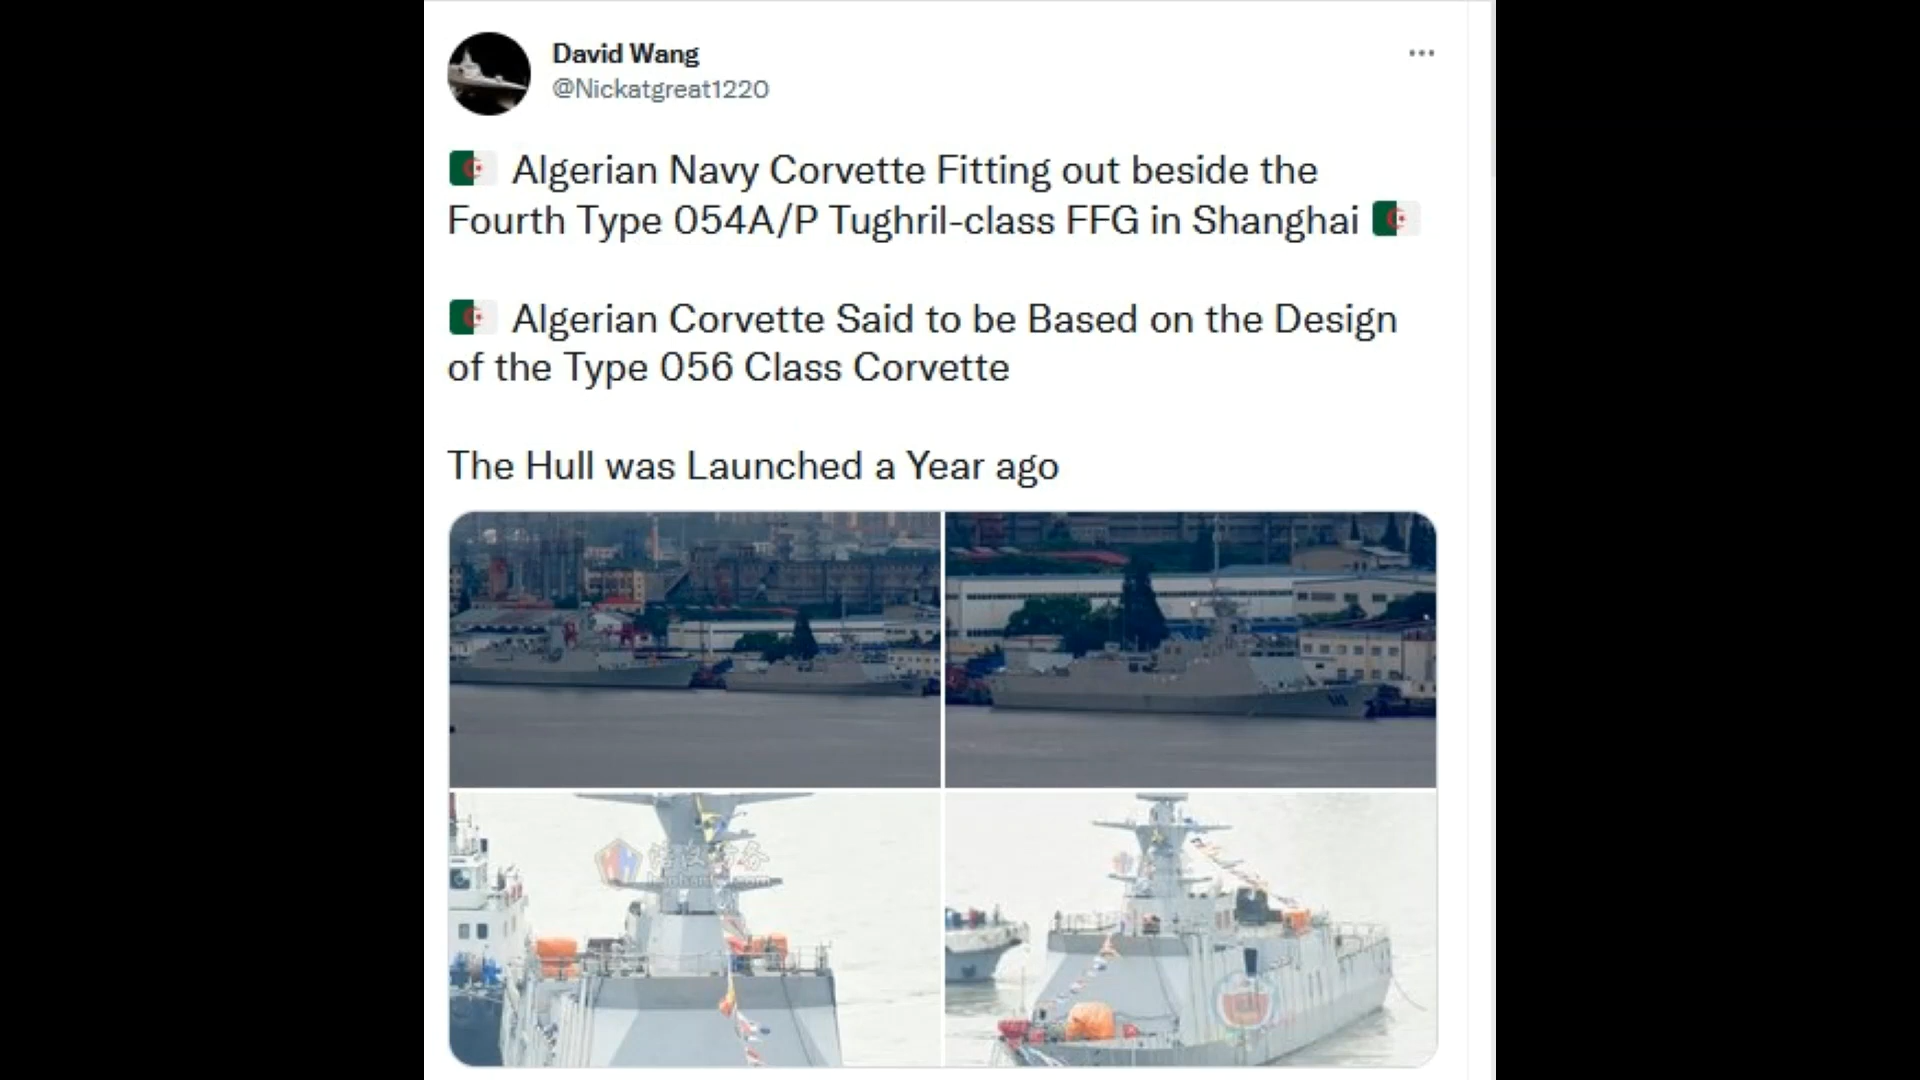 David Wang
@Nickatgreat1220
Algerian Navy Corvette Fitting out beside the
Fourth Type 054A/P Tughril-class FFG in Shanghai
Algerian Corvette Said to be Based on the Design
of the Type 056 Class Corvette
The Hull was Launched a Year ago